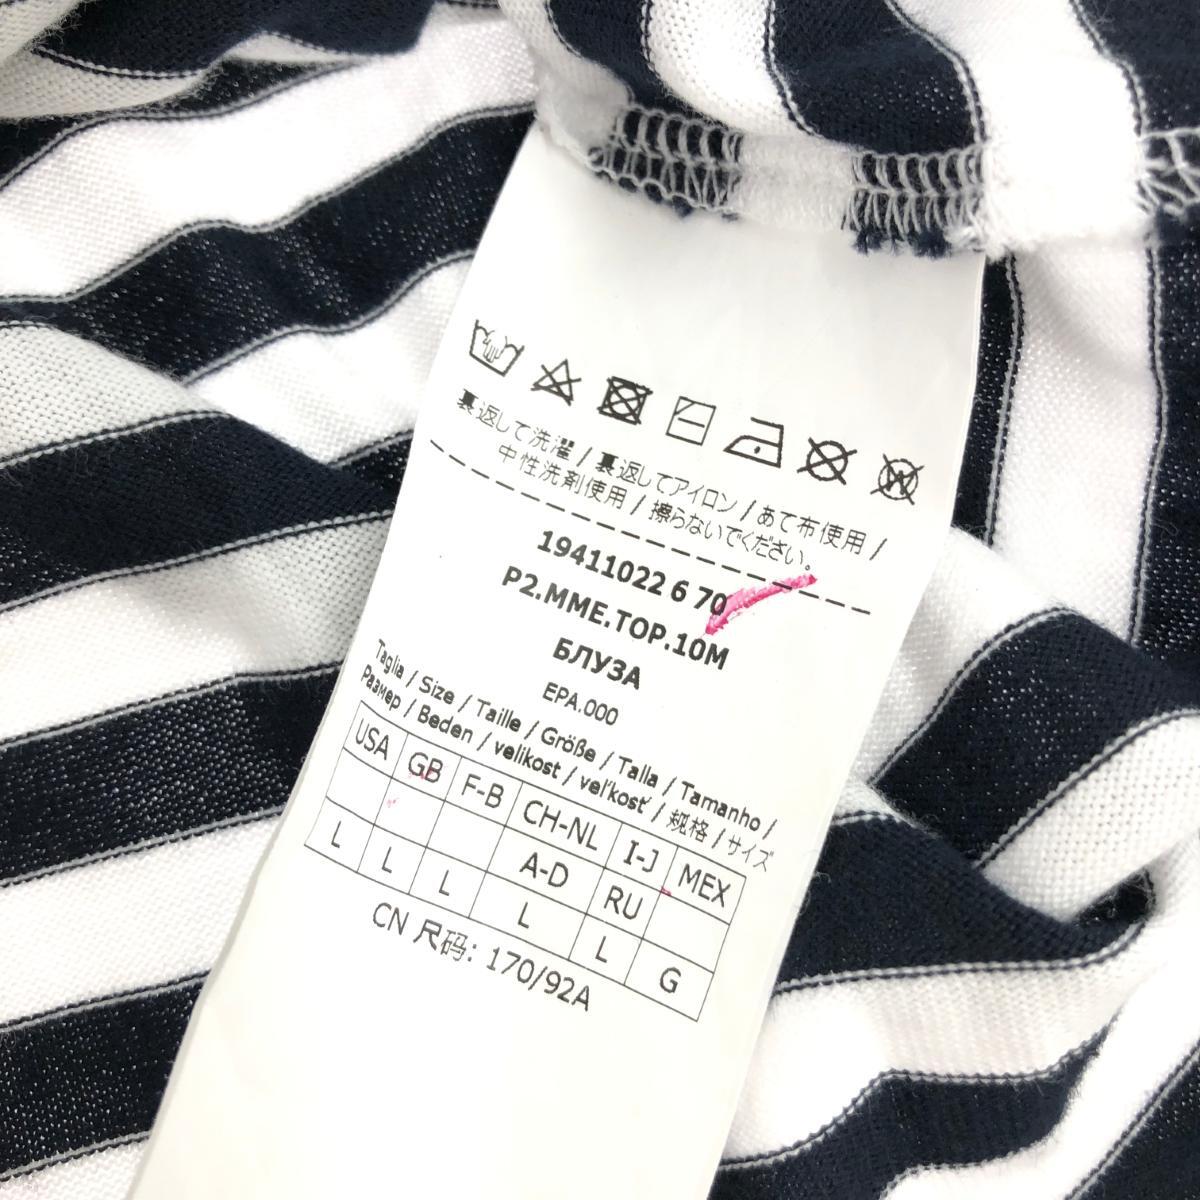 裏返して洗濯 / 裏返してアイロン / あて布使用 /
中性洗剤使用 / 擦らないでください。
19411022 6 70
P2.MME.TOP.10M
БЛУЗА
EPA.000
Taglia / Size / Taille / Größe / Talla / Tamanho /
Размер / Beden / velikost / vel'kosť / 规格 / サイズ
USA GB F-B CH-NL I-J MEX
A-D RU
L L L L L G
CN 尺码: 170/92A